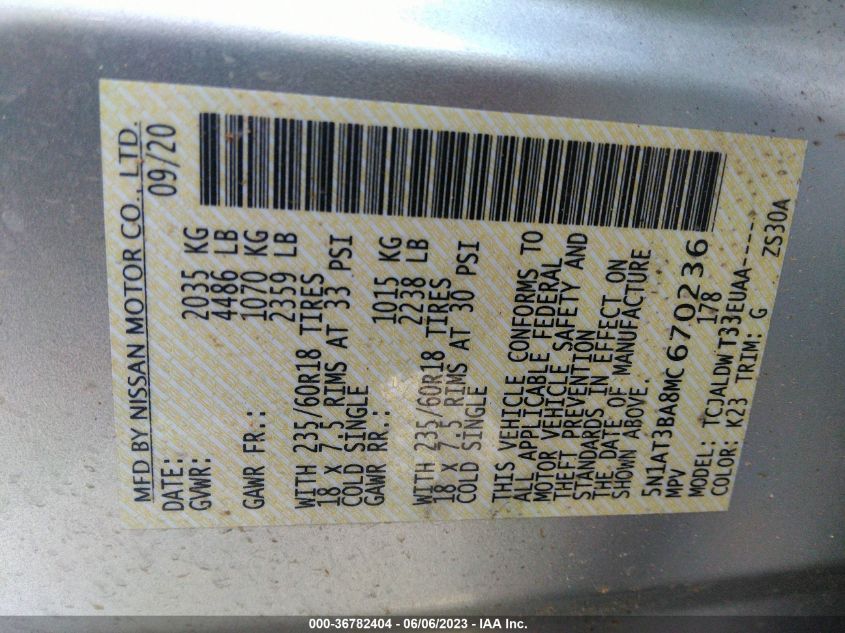 MFD BY NISSAN MOTOR CO., LTD.
DATE: 09/20
GVWR: 2035 KG
4486 LB
GAWR FR.: 1070 KG
2359 LB
WITH 235/60R18 TIRES
18 X 7.5 RIMS AT 33 PSI
COLD SINGLE
GAWR RR.: 1015 KG
2238 LB
WITH 235/60R18 TIRES
18 X 7.5 RIMS AT 30 PSI
COLD SINGLE
THIS VEHICLE CONFORMS TO
ALL APPLICABLE FEDERAL
MOTOR VEHICLE SAFETY AND
THEFT PREVENTION
STANDARDS IN EFFECT ON
THE DATE OF MANUFACTURE
SHOWN ABOVE.
5N1AT3BA8MC670236
MPV 178
MODEL: TCJALDWT33EUAA-----
COLOR: K23 TRIM: G ZS30A
000-36782404 - 06/06/2023 - IAA Inc.